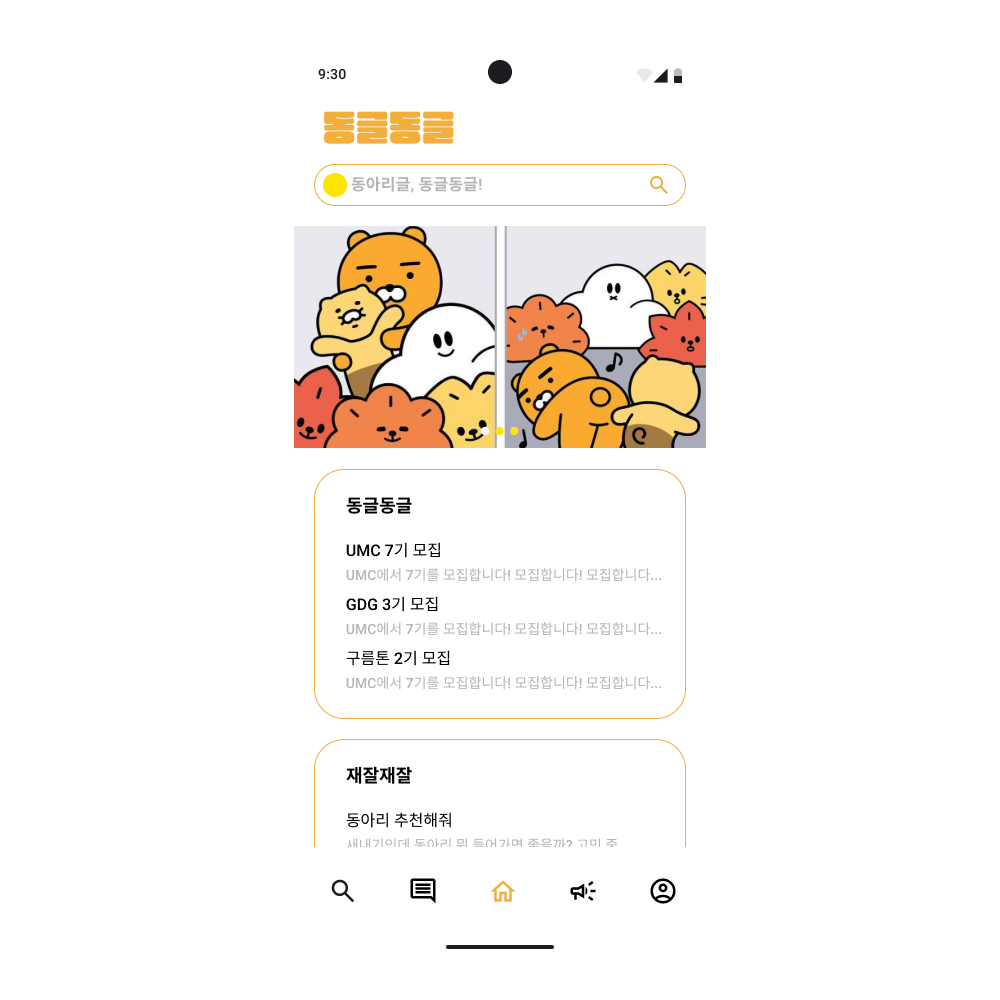 9:30
동글동글
동아리글, 동글동글!
동글동글
UMC 7기 모집
UMC에서 7기를 모집합니다! 모집합니다! 모집합니다...
GDG 3기 모집
UMC에서 7기를 모집합니다! 모집합니다! 모집합니다...
구름톤 2기 모집
UMC에서 7기를 모집합니다! 모집합니다! 모집합니다...
재잘재잘
동아리 추천해줘
새내기인데 동아리 뭐 들어가면 좋을까? 고민 중